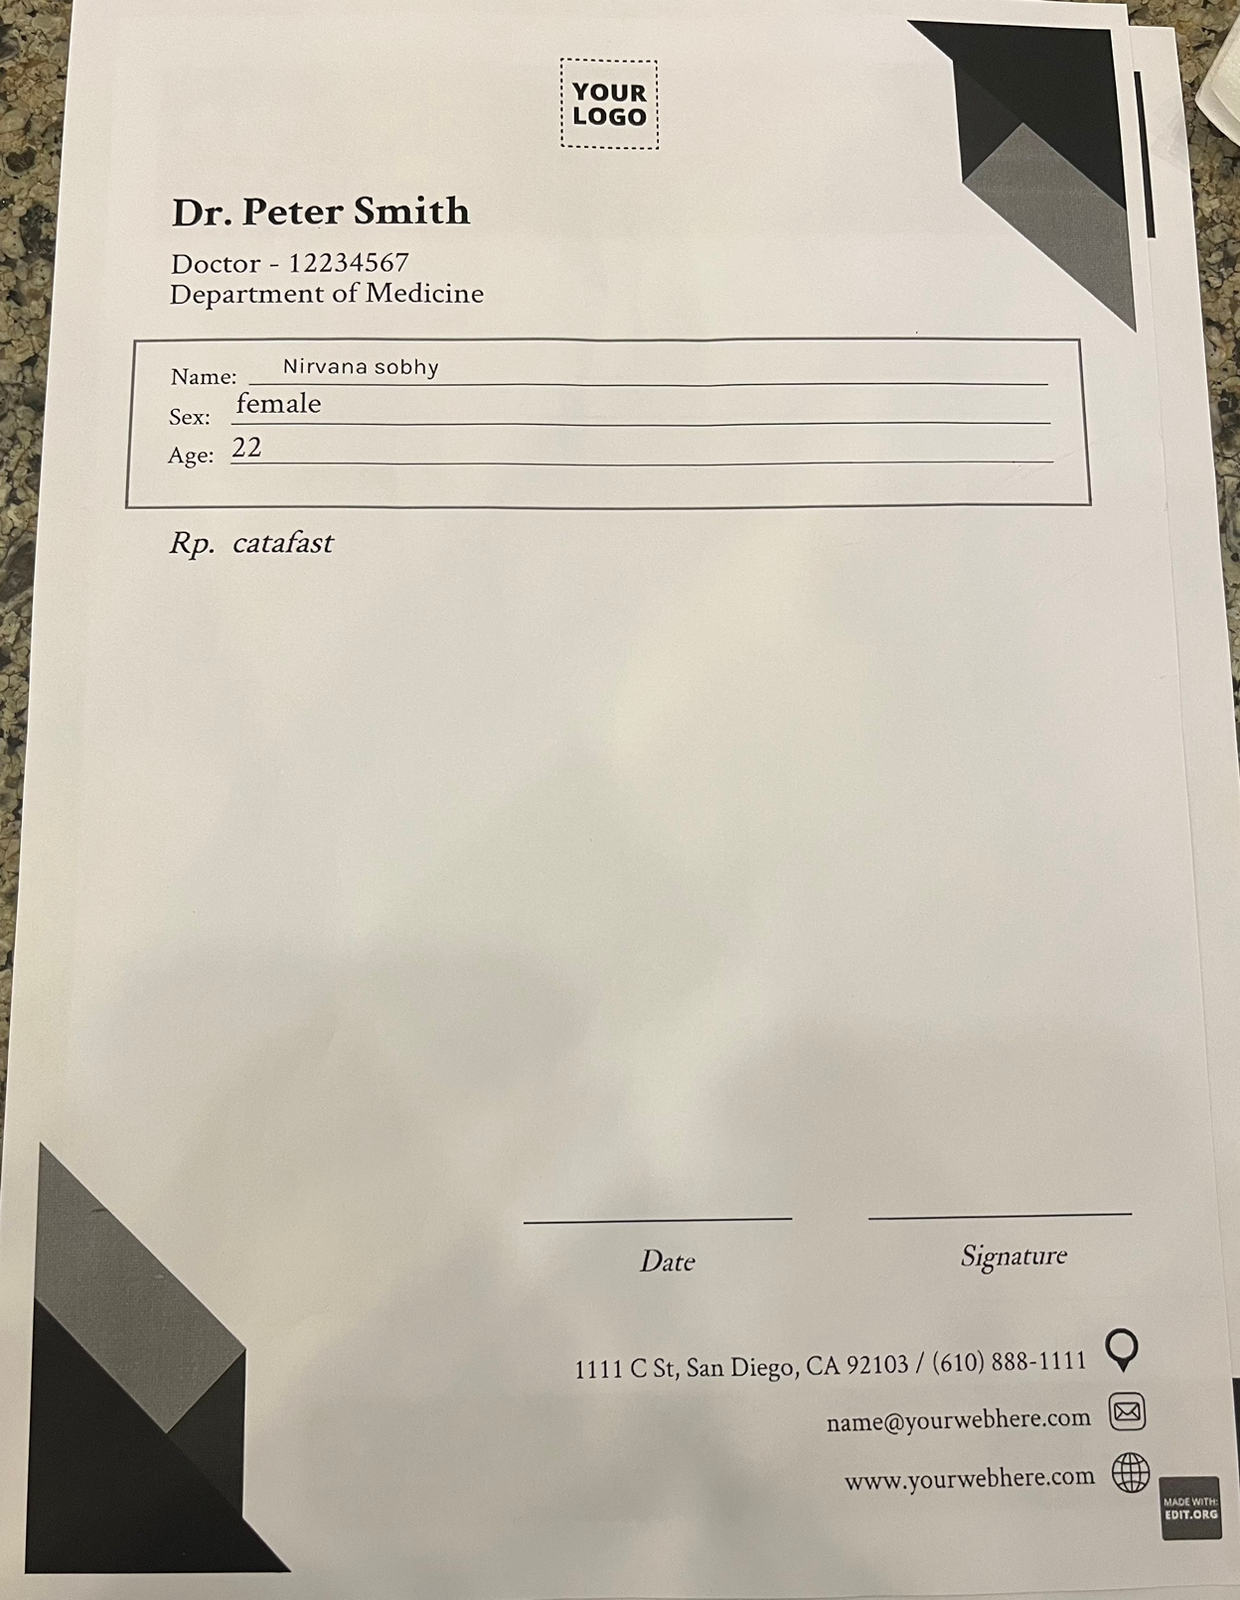 YOUR
LOGO
Dr. Peter Smith
Doctor - 12234567
Department of Medicine
Name: Nirvana sobhy
Sex: female
Age: 22
Rp. catafast
Date Signature
1111 C St, San Diego, CA 92103 / (610) 888-1111
name@yourwebhere.com
www.yourwebhere.com
MADE WITH:
EDIT.ORG